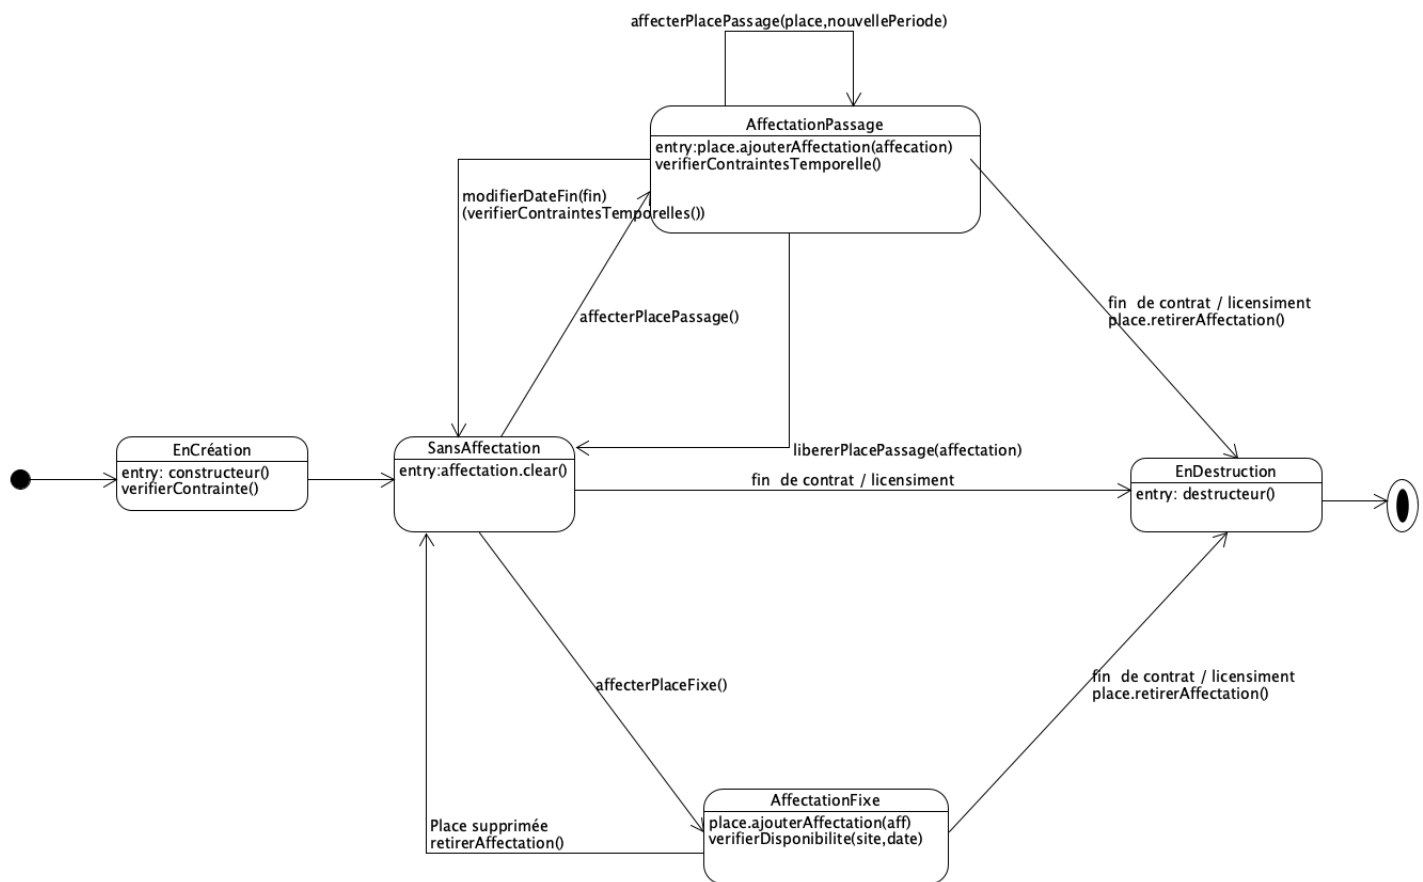 affecterPlacePassage(place,nouvellePeriode)
AffectationPassage
entry:place.ajouterAffectation(affecation)
verifierContraintesTemporelle()
modifierDateFin(fin)
(verifierContraintesTemporelles())
affecterPlacePassage()
fin  de contrat / licensiment
place.retirerAffectation()
EnCréation
entry: constructeur()
verifierContrainte()
SansAffectation
entry:affectation.clear()
libererPlacePassage(affectation)
fin  de contrat / licensiment
EnDestruction
entry: destructeur()
affecterPlaceFixe()
fin  de contrat / licensiment
place.retirerAffectation()
Place supprimée
retirerAffectation()
AffectationFixe
place.ajouterAffectation(aff)
verifierDisponibilite(site,date)